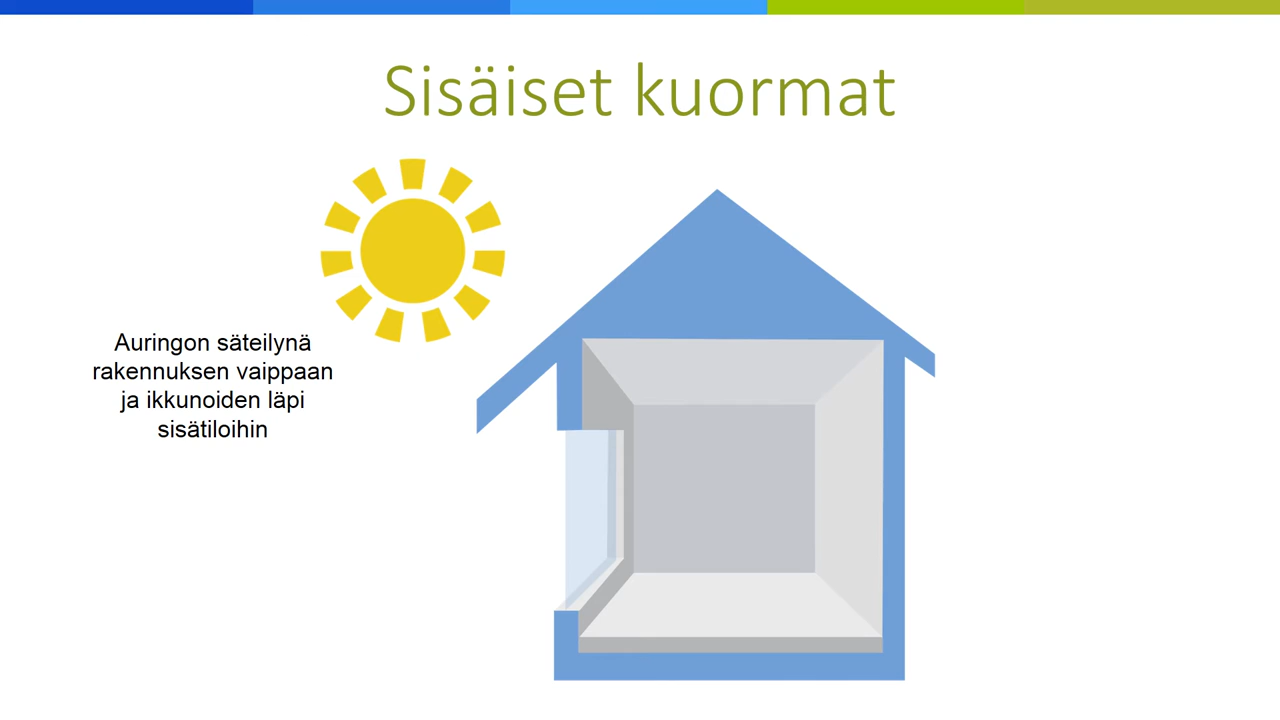 Sisäiset kuormat
Auringon säteilynä
rakennuksen vaippaan
ja ikkunoiden läpi
sisätiloihin